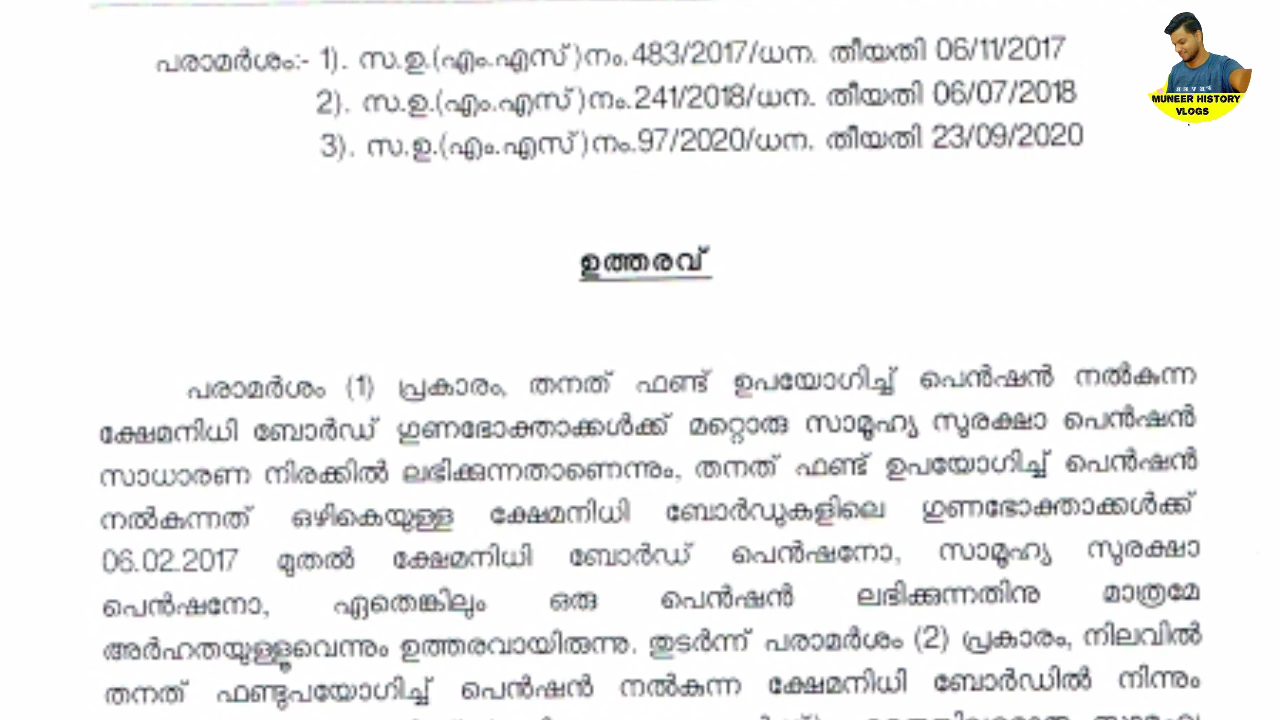 പരാമർശം:- 1). സ.ഉ.(എം.എസ്)നം.483/2017/ധന. തീയതി 06/11/2017
2). സ.ഉ.(എം.എസ്)നം.241/2018/ധന. തീയതി 06/07/2018
3). സ.ഉ.(എം.എസ്)നം.97/2020/ധന. തീയതി 23/09/2020
MUNEER HISTORY
VLOGS
ഉത്തരവ്
പരാമർശം (1) പ്രകാരം, തനത് ഫണ്ട് ഉപയോഗിച്ച് പെൻഷൻ നൽകുന്ന
ക്ഷേമനിധി ബോർഡ് ഗുണഭോക്താക്കൾക്ക് മറ്റൊരു സാമൂഹ്യ സുരക്ഷാ പെൻഷൻ
സാധാരണ നിരക്കിൽ ലഭിക്കുന്നതാണെന്നും, തനത് ഫണ്ട് ഉപയോഗിച്ച് പെൻഷൻ
നൽകുന്നത് ഒഴികെയുള്ള ക്ഷേമനിധി ബോർഡുകളിലെ ഗുണഭോക്താക്കൾക്ക്
06.02.2017 മുതൽ ക്ഷേമനിധി ബോർഡ് പെൻഷനോ, സാമൂഹ്യ സുരക്ഷാ
പെൻഷനോ, ഏതെങ്കിലും ഒരു പെൻഷൻ ലഭിക്കുന്നതിനു മാത്രമേ
അർഹതയുള്ളൂവെന്നും ഉത്തരവായിരുന്നു. തുടർന്ന് പരാമർശം (2) പ്രകാരം, നിലവിൽ
തനത് ഫണ്ടുപയോഗിച്ച് പെൻഷൻ നൽകുന്ന ക്ഷേമനിധി ബോർഡിൽ നിന്നും